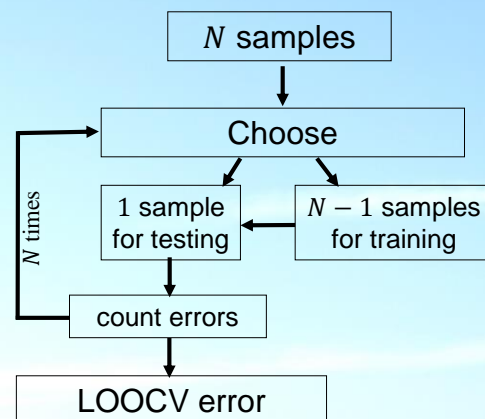 N samples
Choose
1 sample
for testing
N − 1 samples
for training
N times
count errors
LOOCV error